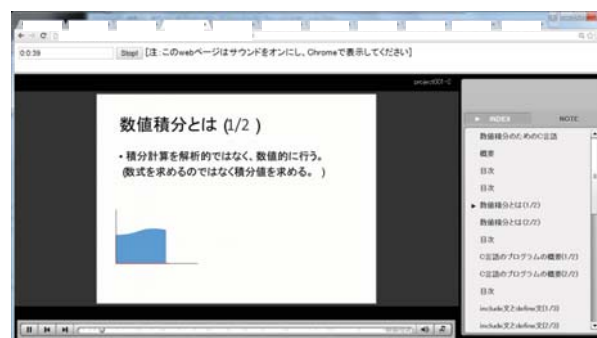 0:0:39
Stop! [注:このwebページはサウンドをオンにし、Chromeで表示してください]
数値積分とは (1/2 )
・積分計算を解析的ではなく、数値的に行う。
(数式を求めるのではなく積分値を求める。 )
INDEX
NOTE
数値積分のためのC言語
概要
目次
目次
数値積分とは(1/2)
数値積分とは(2/2)
目次
C言語のプログラムの概要(1/2)
C言語のプログラムの概要(2/2)
目次
include文とdefine文(1/3)
include文とdefine文(2/3)